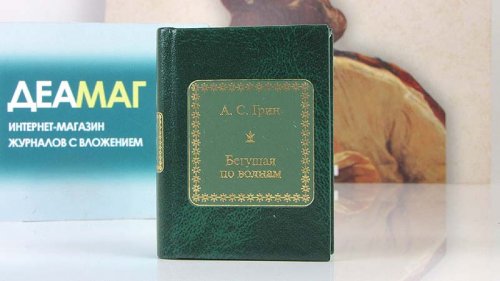 ДЕАМАГ
ИНТЕРНЕТ-МАГАЗИН
ЖУРНАЛОВ С ВЛОЖЕНИЕМ
А. С. Грин
Бегущая
по волнам